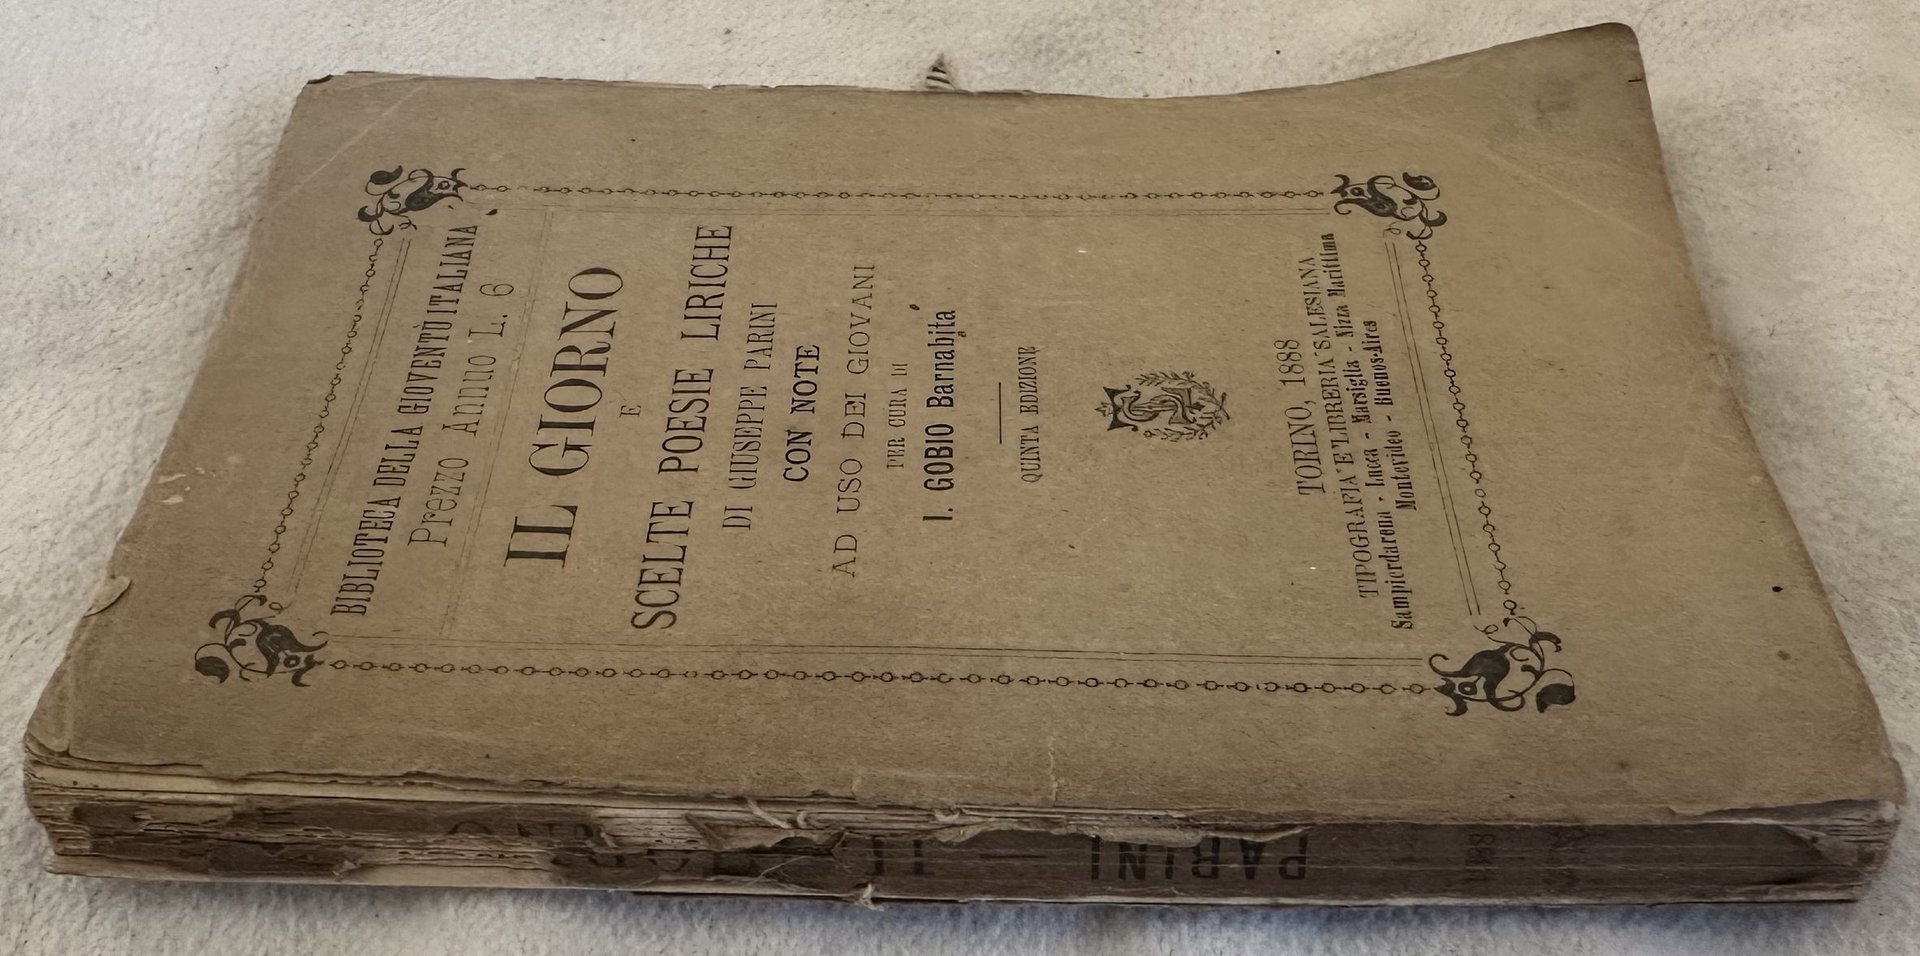 BIBLIOTECA DELLA GIOVENTÙ ITALIANA
Prezzo Annuo L. 6
IL GIORNO
E
SCELTE POESIE LIRICHE
DI GIUSEPPE PARINI
CON NOTE
AD USO DEI GIOVANI
PER CURA DI
I. GOBIO Barnabita
QUINTA EDIZIONE
TORINO, 1888
TIPOGRAFIA E LIBRERIA SALESIANA
Sampierdarena - Lucca - Marsiglia - Nizza Marittima
Montevideo - Buenos-Aires
PARINI — IL